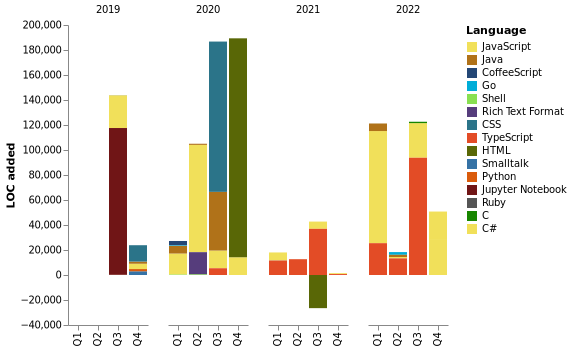 2019 2020 2021 2022
200,000
180,000
160,000
140,000
120,000
100,000
80,000
60,000
40,000
20,000
0
−20,000
−40,000
LOC added
Q1 Q2 Q3 Q4 Q1 Q2 Q3 Q4 Q1 Q2 Q3 Q4 Q1 Q2 Q3 Q4
Language
JavaScript
Java
CoffeeScript
Go
Shell
Rich Text Format
CSS
TypeScript
HTML
Smalltalk
Python
Jupyter Notebook
Ruby
C
C#